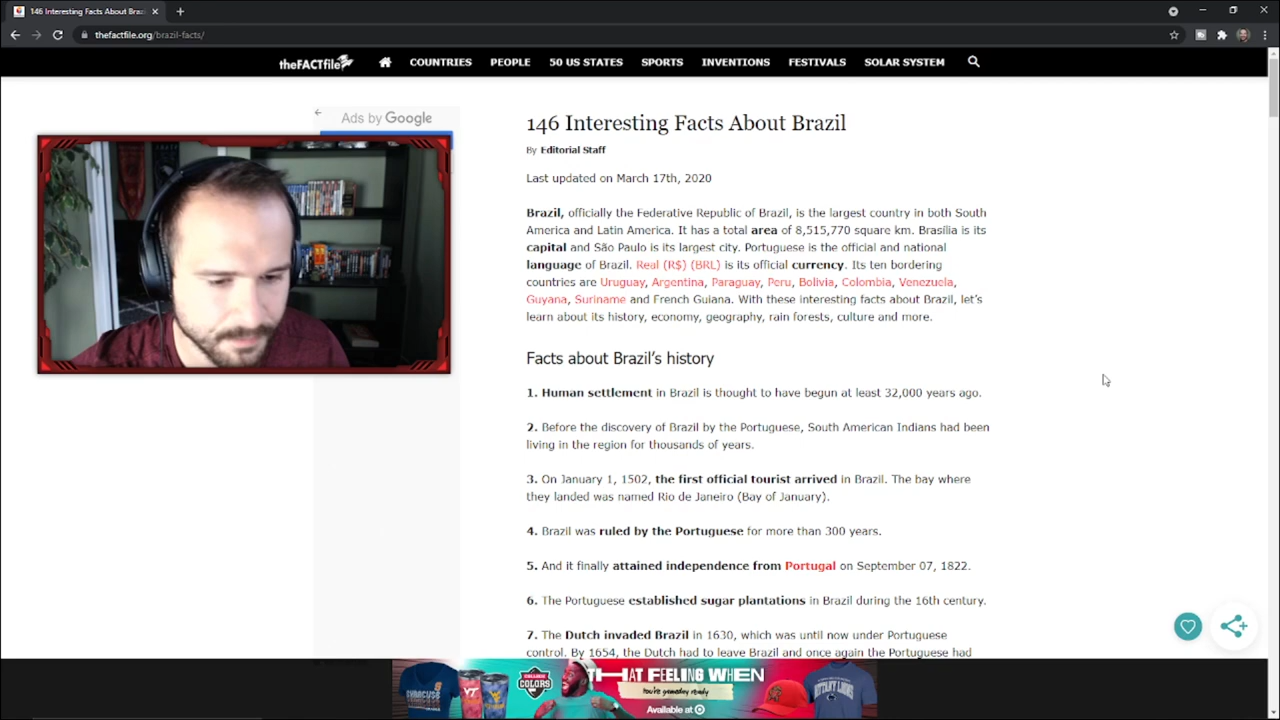 146 Interesting Facts About Brazi
thefactfile.org/brazil-facts/
theFACTfile
COUNTRIES
PEOPLE
50 US STATES
SPORTS
INVENTIONS
FESTIVALS
SOLAR SYSTEM
Ads by Google
146 Interesting Facts About Brazil
By Editorial Staff
Last updated on March 17th, 2020
Brazil, officially the Federative Republic of Brazil, is the largest country in both South
America and Latin America. It has a total area of 8,515,770 square km. Brasília is its
capital and São Paulo is its largest city. Portuguese is the official and national
language of Brazil. Real (R$) (BRL) is its official currency. Its ten bordering
countries are Uruguay, Argentina, Paraguay, Peru, Bolivia, Colombia, Venezuela,
Guyana, Suriname and French Guiana. With these interesting facts about Brazil, let's
learn about its history, economy, geography, rain forests, culture and more.
Facts about Brazil's history
1. Human settlement in Brazil is thought to have begun at least 32,000 years ago.
2. Before the discovery of Brazil by the Portuguese, South American Indians had been
living in the region for thousands of years.
3. On January 1, 1502, the first official tourist arrived in Brazil. The bay where
they landed was named Rio de Janeiro (Bay of January).
4. Brazil was ruled by the Portuguese for more than 300 years.
5. And it finally attained independence from Portugal on September 07, 1822.
6. The Portuguese established sugar plantations in Brazil during the 16th century.
7. The Dutch invaded Brazil in 1630, which was until now under Portuguese
control. By 1654, the Dutch had to leave Brazil and once again the Portuguese had
SYRACUSE
VT
COLLEGE
COLORS
THAT FEELING WHEN
You're gameday ready
Available at